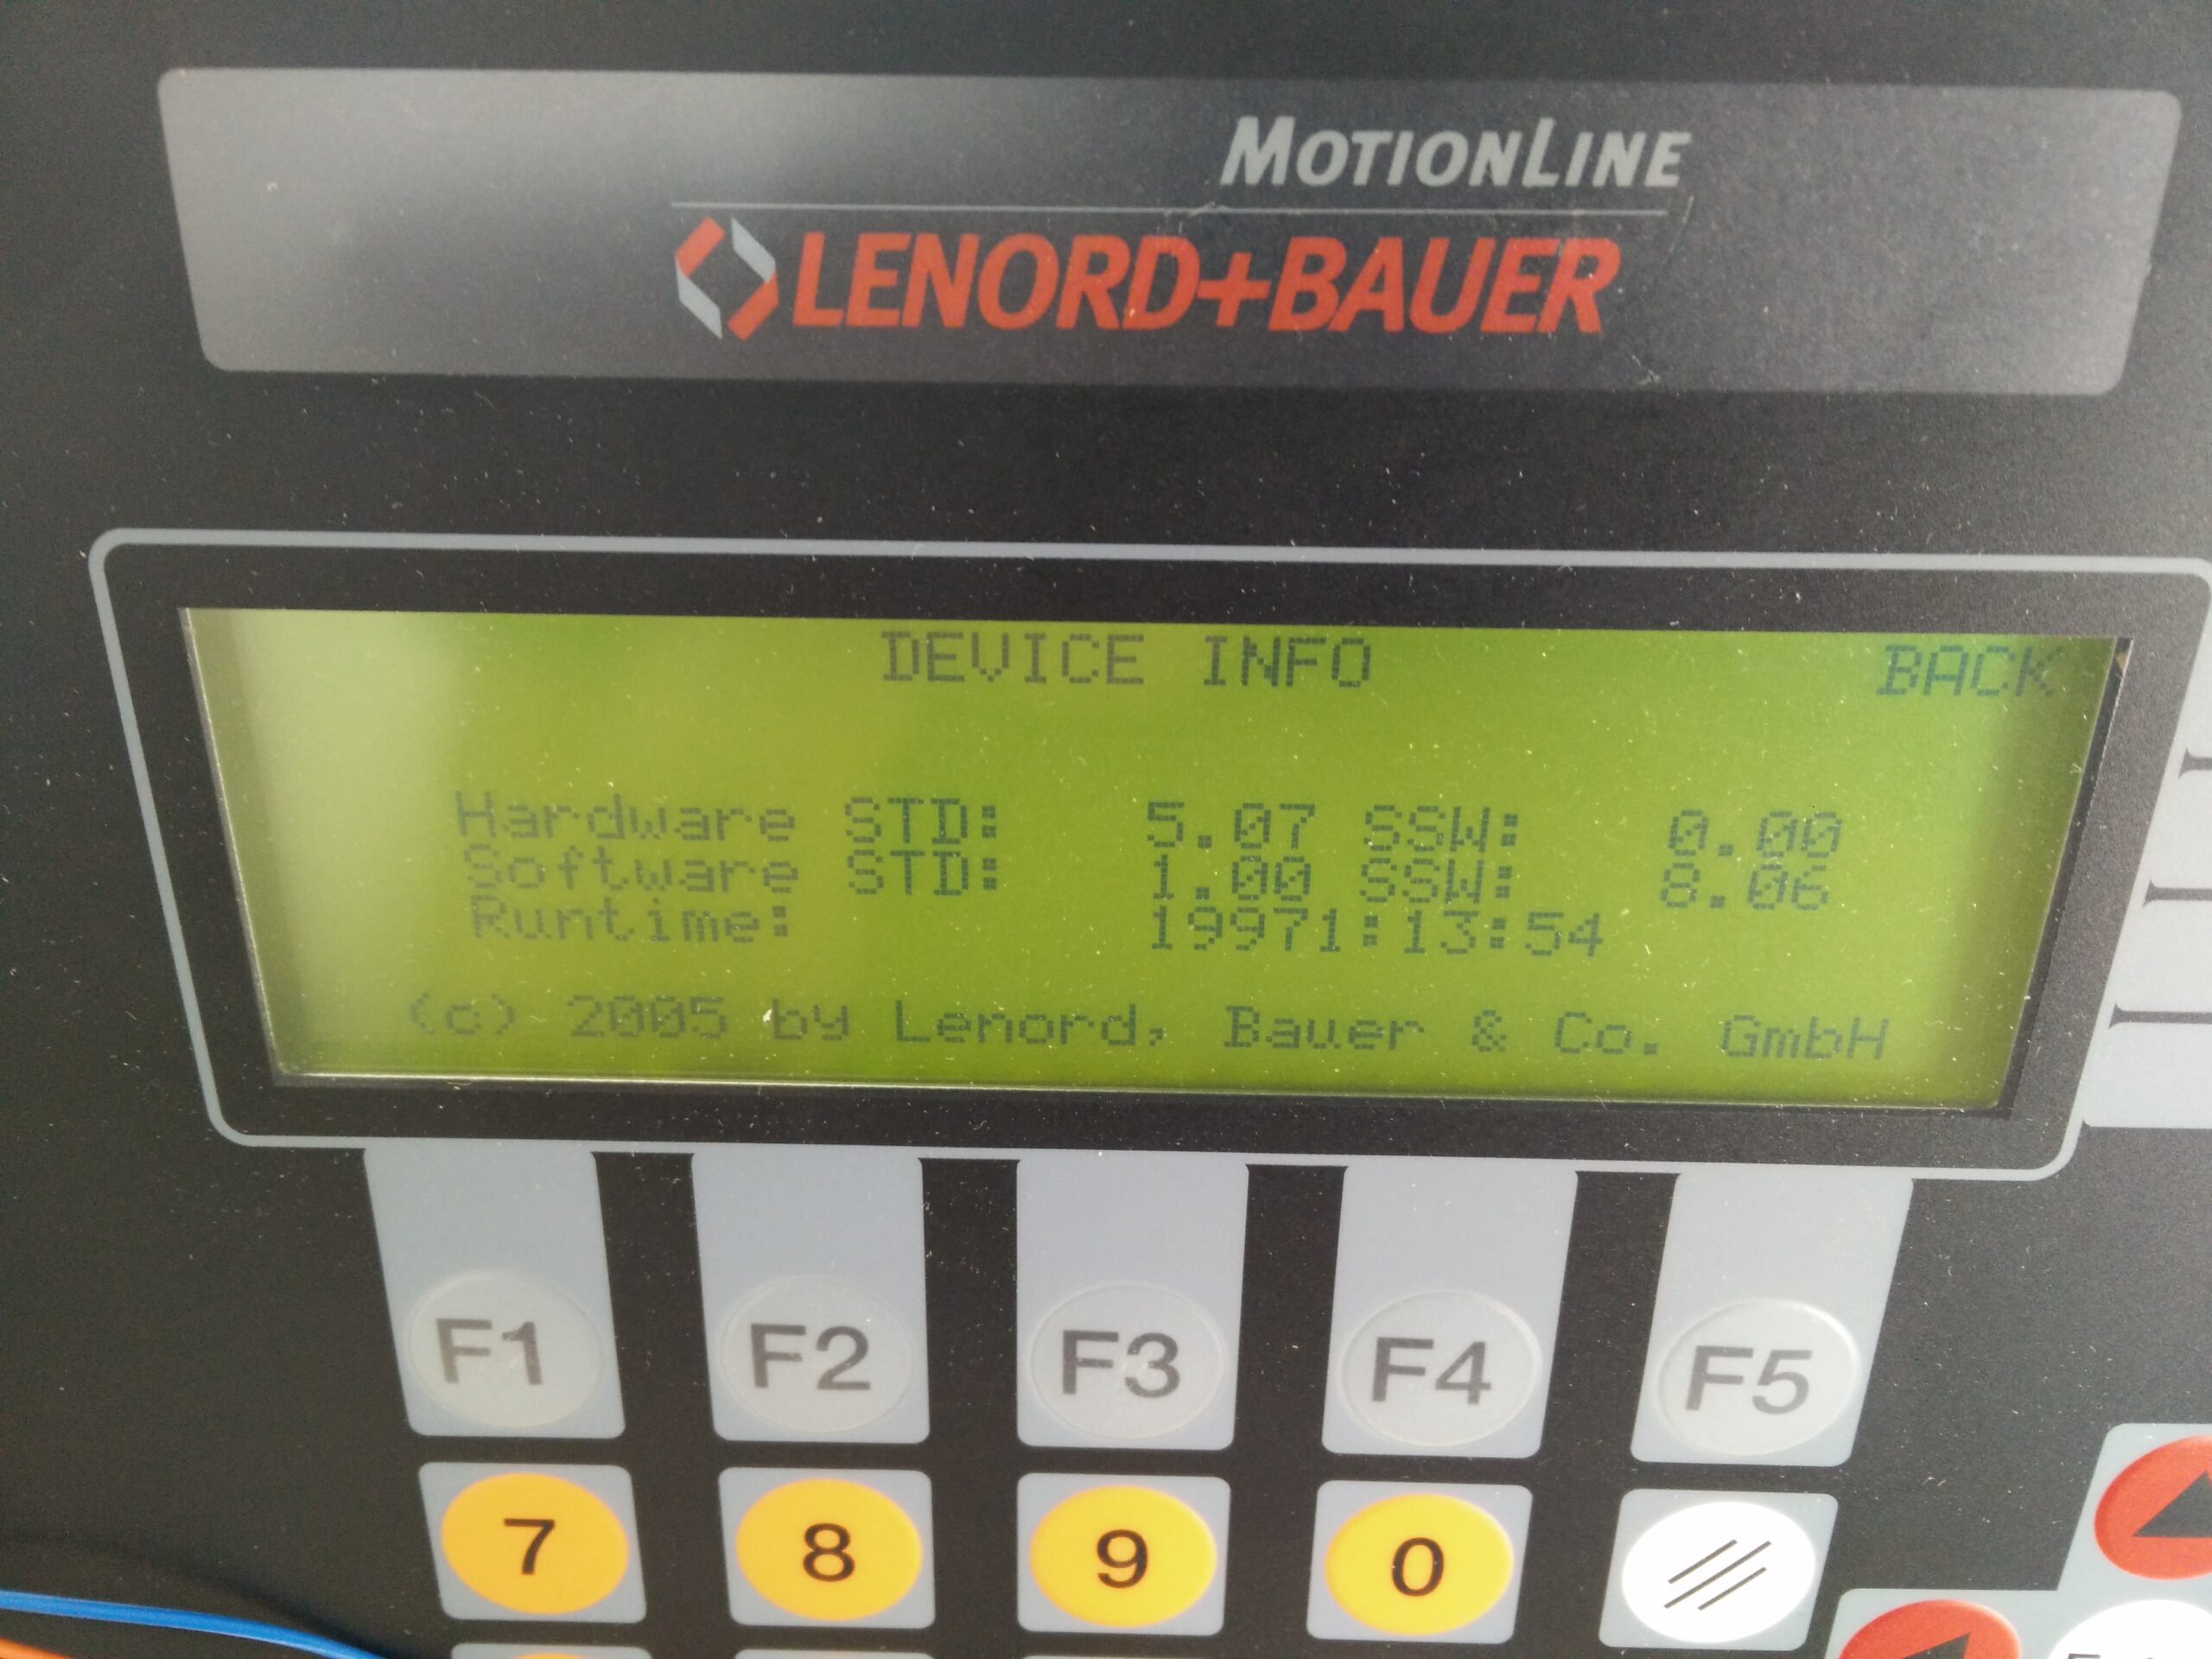 MOTIONLINE
LENORD+BAUER
DEVICE INFO BACK
Hardware STD: 5.07 SSW: 0.00
Software STD: 1.00 SSW: 8.06
Runtime: 19971:13:54
(c) 2005 by Lenord, Bauer & Co. GmbH
F1 F2 F3 F4 F5
7 8 9 0